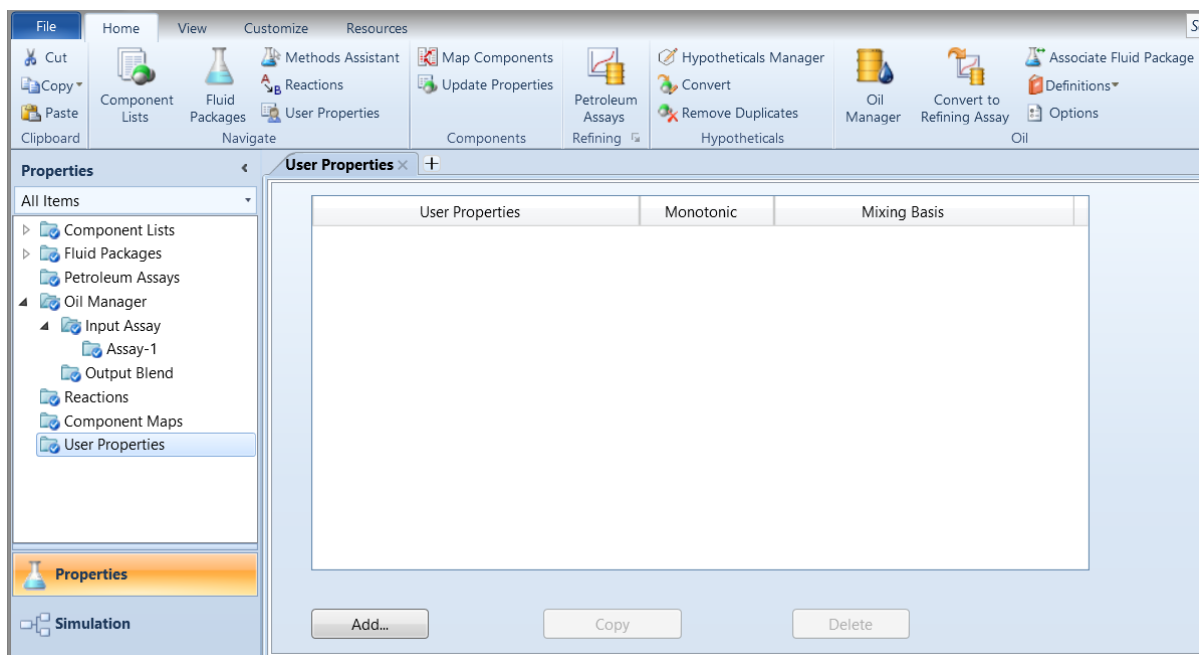 File Home View Customize Resources
Cut
Copy
Paste
Clipboard
Component Lists
Fluid Packages
Methods Assistant
Reactions
User Properties
Navigate
Map Components
Update Properties
Components
Petroleum Assays
Refining
Hypotheticals Manager
Convert
Remove Duplicates
Hypotheticals
Oil Manager
Convert to Refining Assay
Associate Fluid Package
Definitions
Options
Oil
Properties
All Items
Component Lists
Fluid Packages
Petroleum Assays
Oil Manager
Input Assay
Assay-1
Output Blend
Reactions
Component Maps
User Properties
Properties
Simulation
User Properties
User Properties Monotonic Mixing Basis
Add... Copy Delete